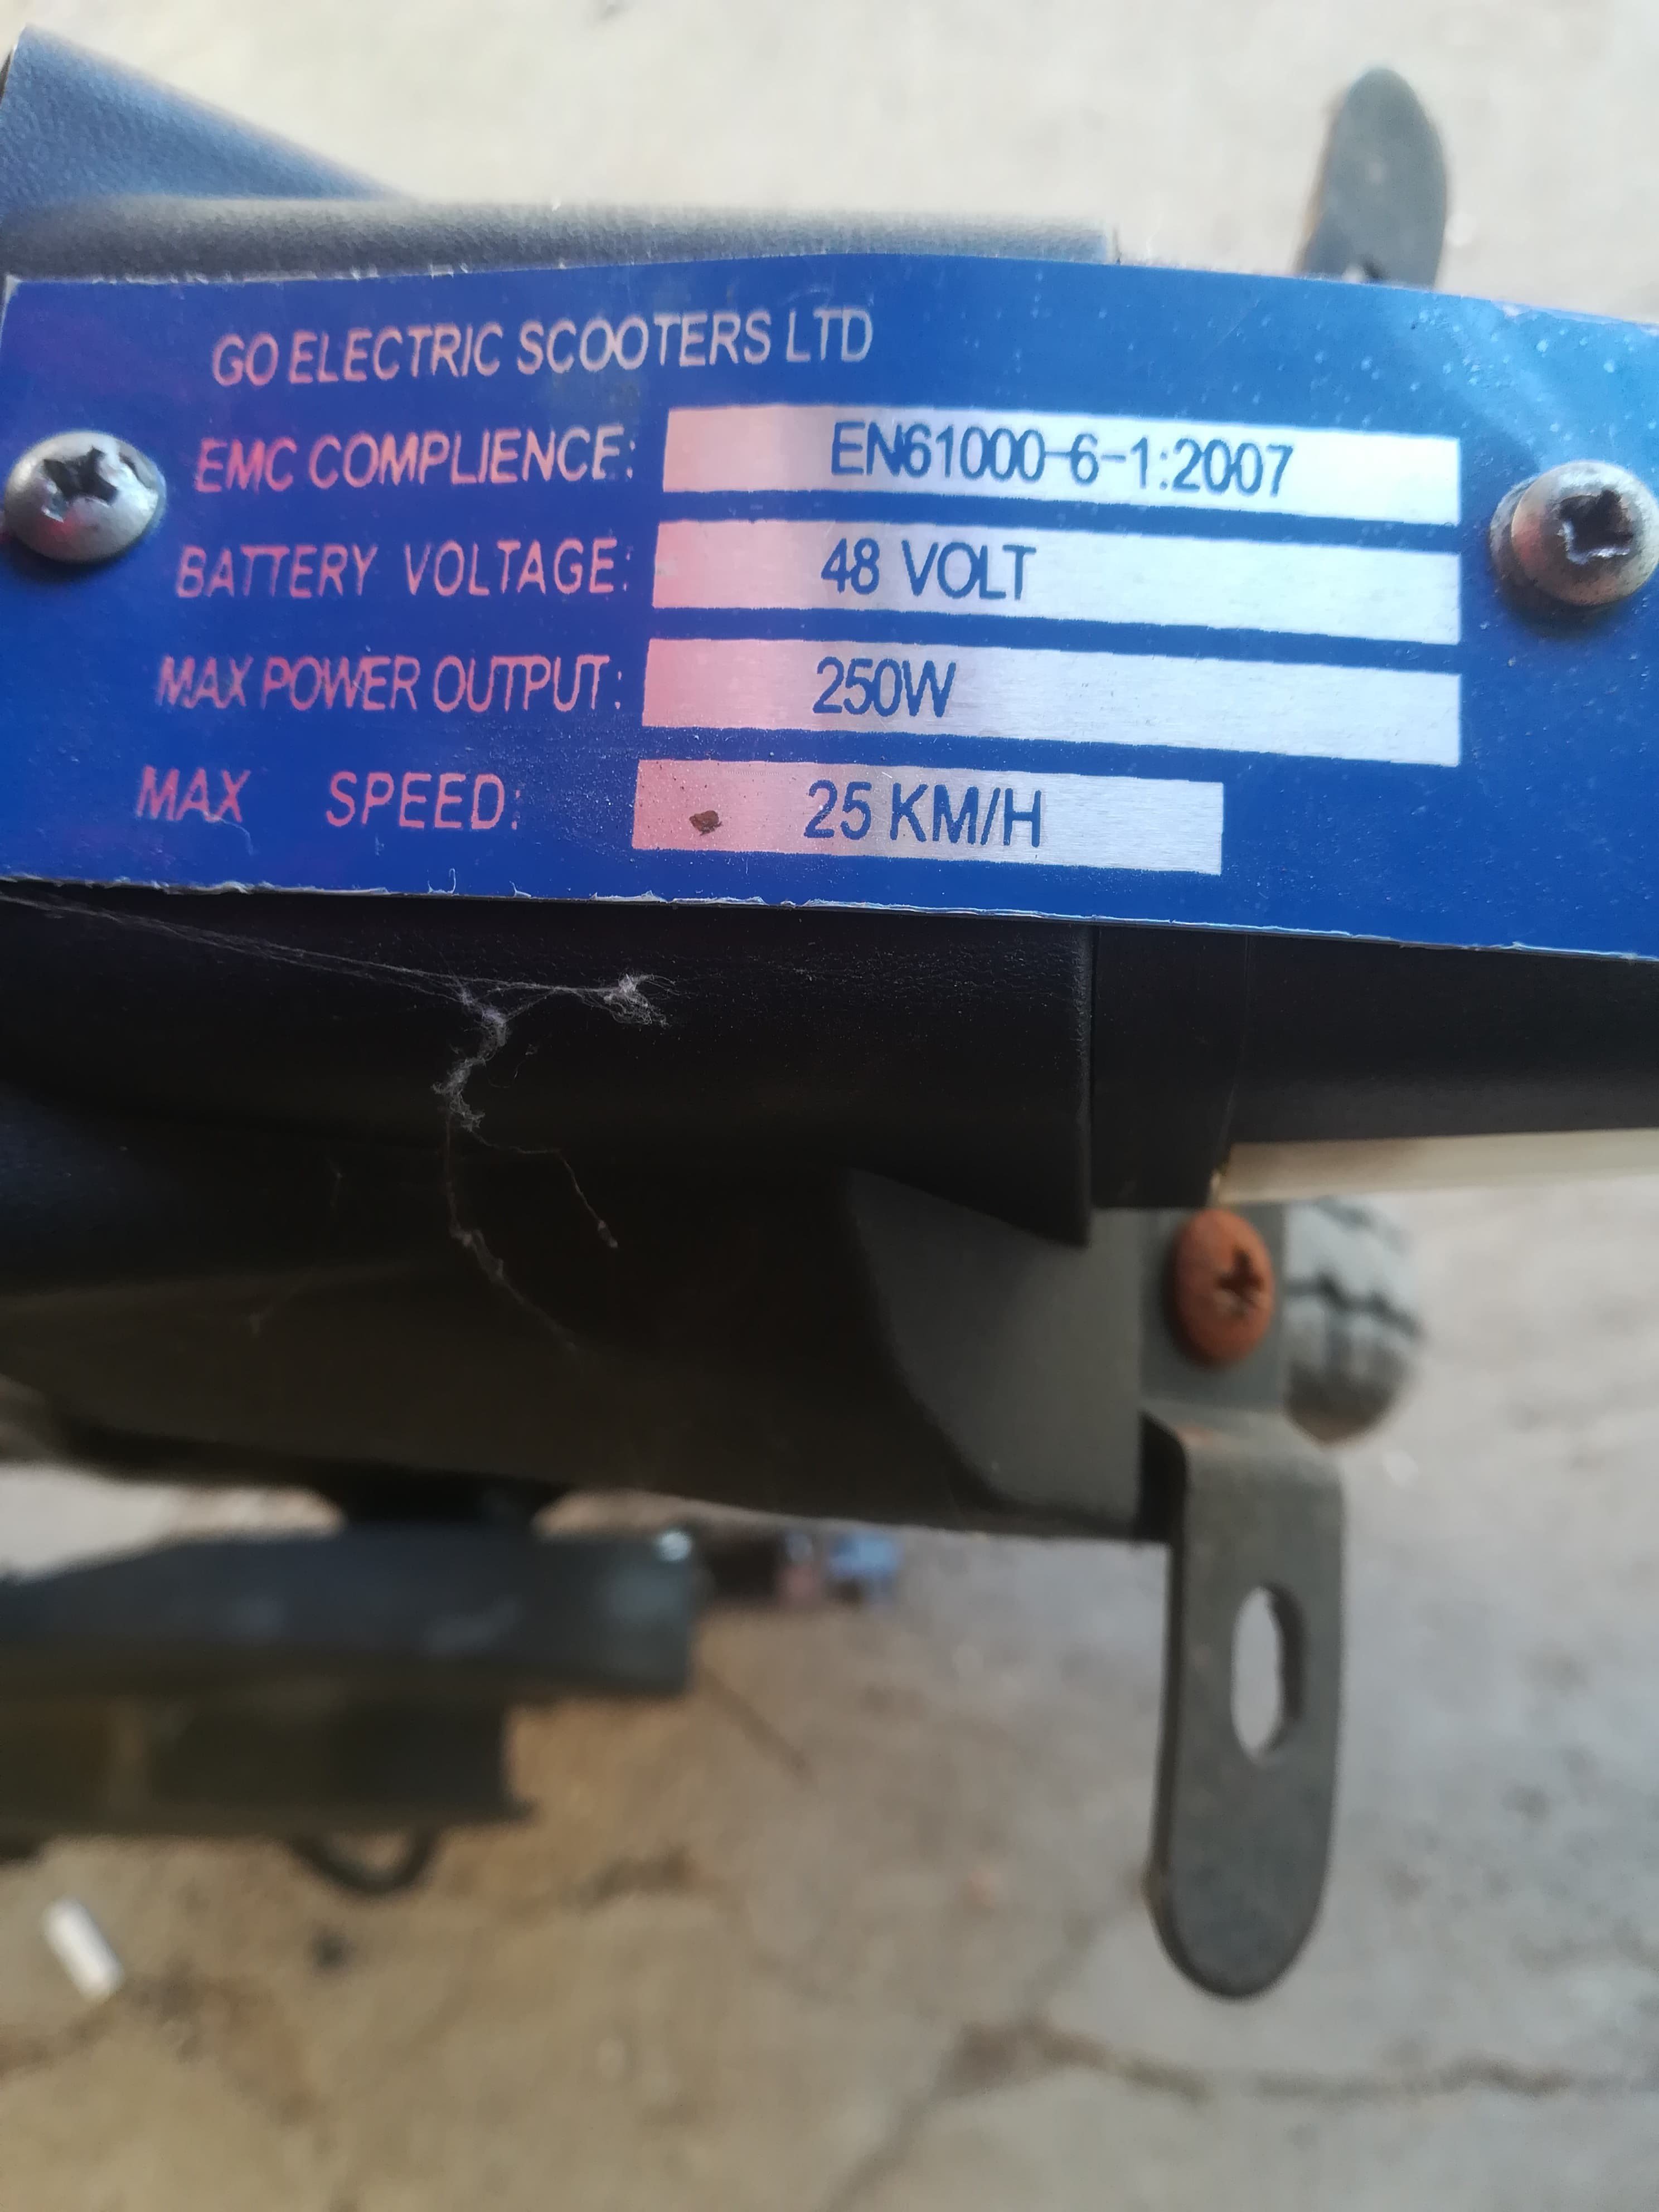 GO ELECTRIC SCOOTERS LTD
EMC COMPLIENCE: EN61000-6-1:2007
BATTERY VOLTAGE: 48 VOLT
MAX POWER OUTPUT: 250W
MAX SPEED: 25 KM/H